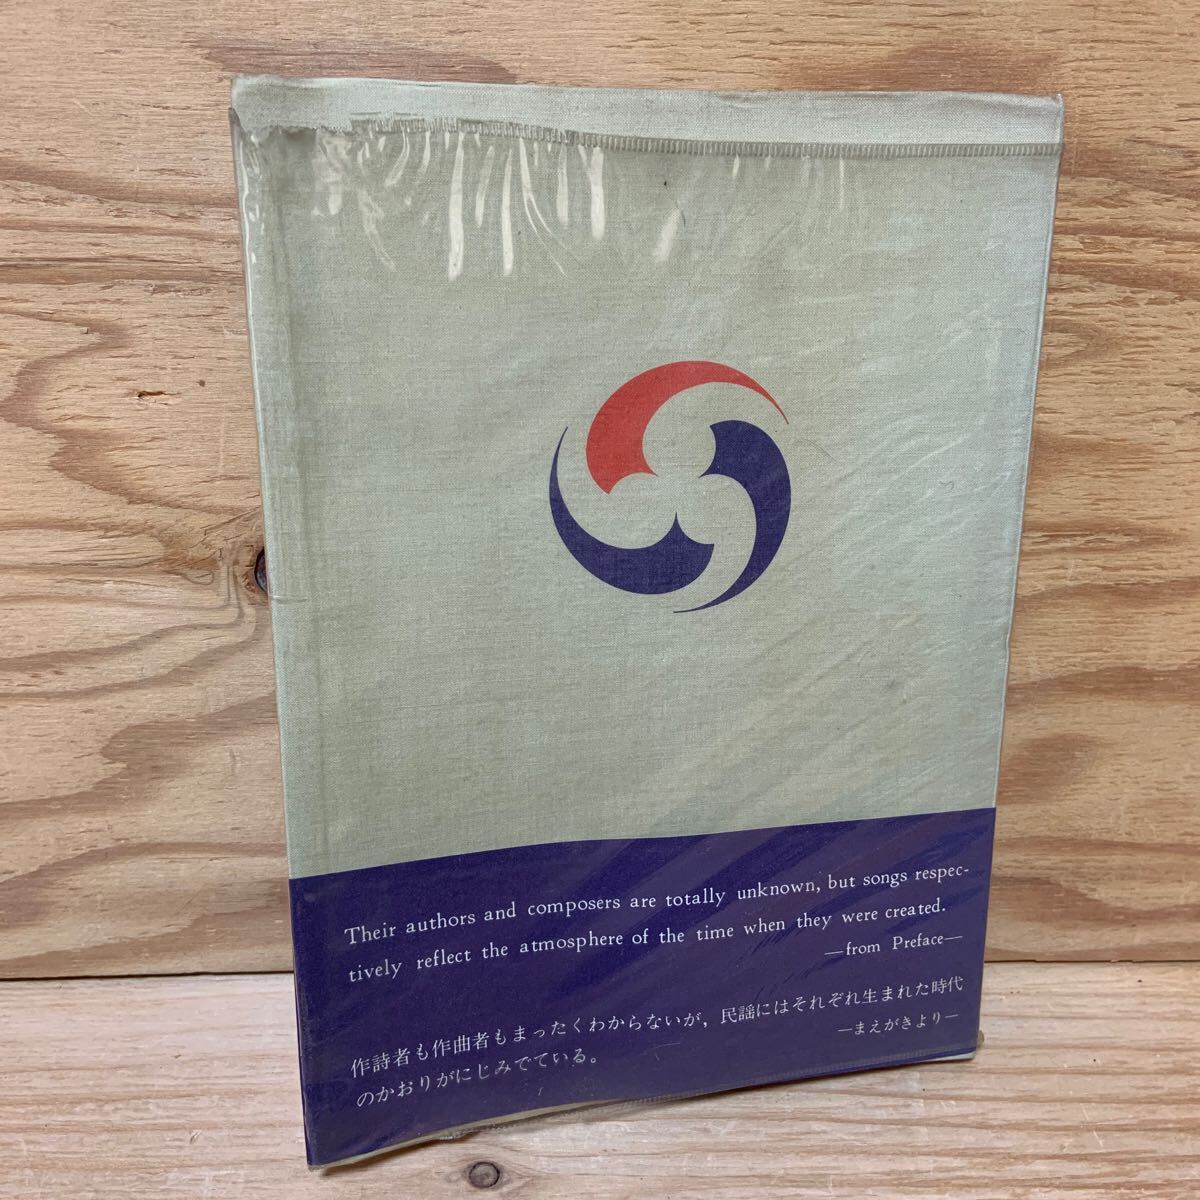 Their authors and composers are totally unknown, but songs respec-
tively reflect the atmosphere of the time when they were created.
—from Preface—
作詩者も作曲者もまったくわからないが，民謡にはそれぞれ生まれた時代
のかおりがにじみでている。
—まえがきより—